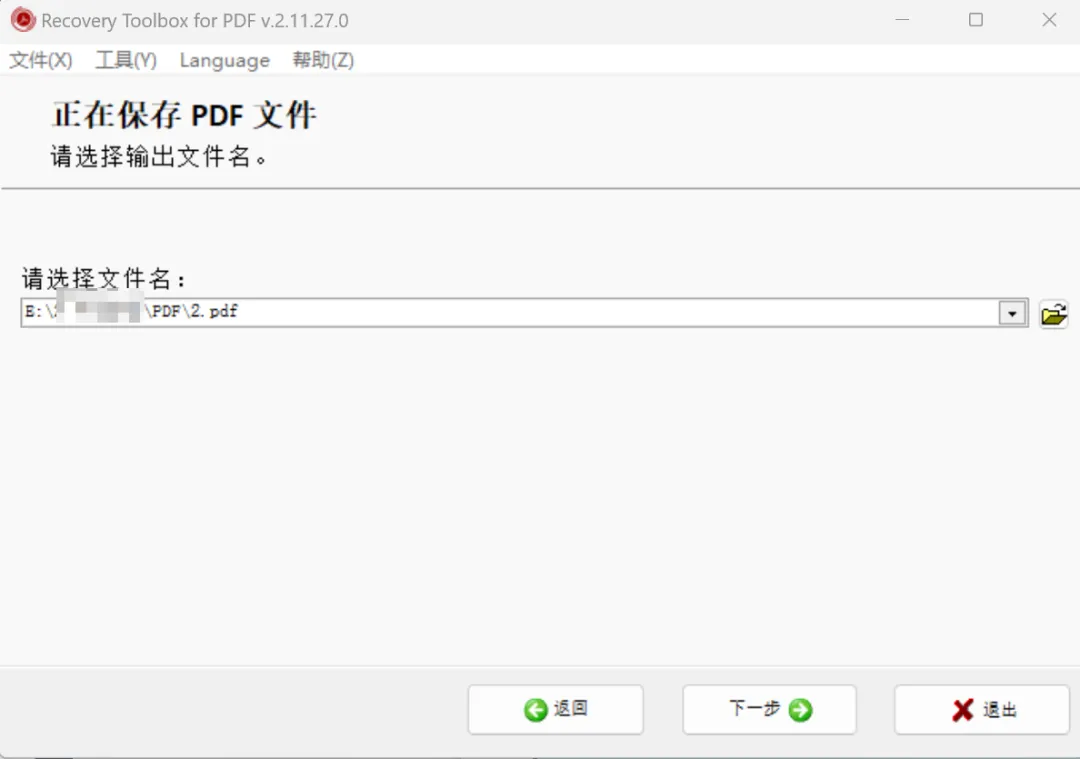 Recovery Toolbox for PDF v.2.11.27.0
文件(X) 工具(Y) Language 帮助(Z)
正在保存 PDF 文件
请选择输出文件名。
请选择文件名：
E:\ \PDF\2.pdf
返回 下一步 退出